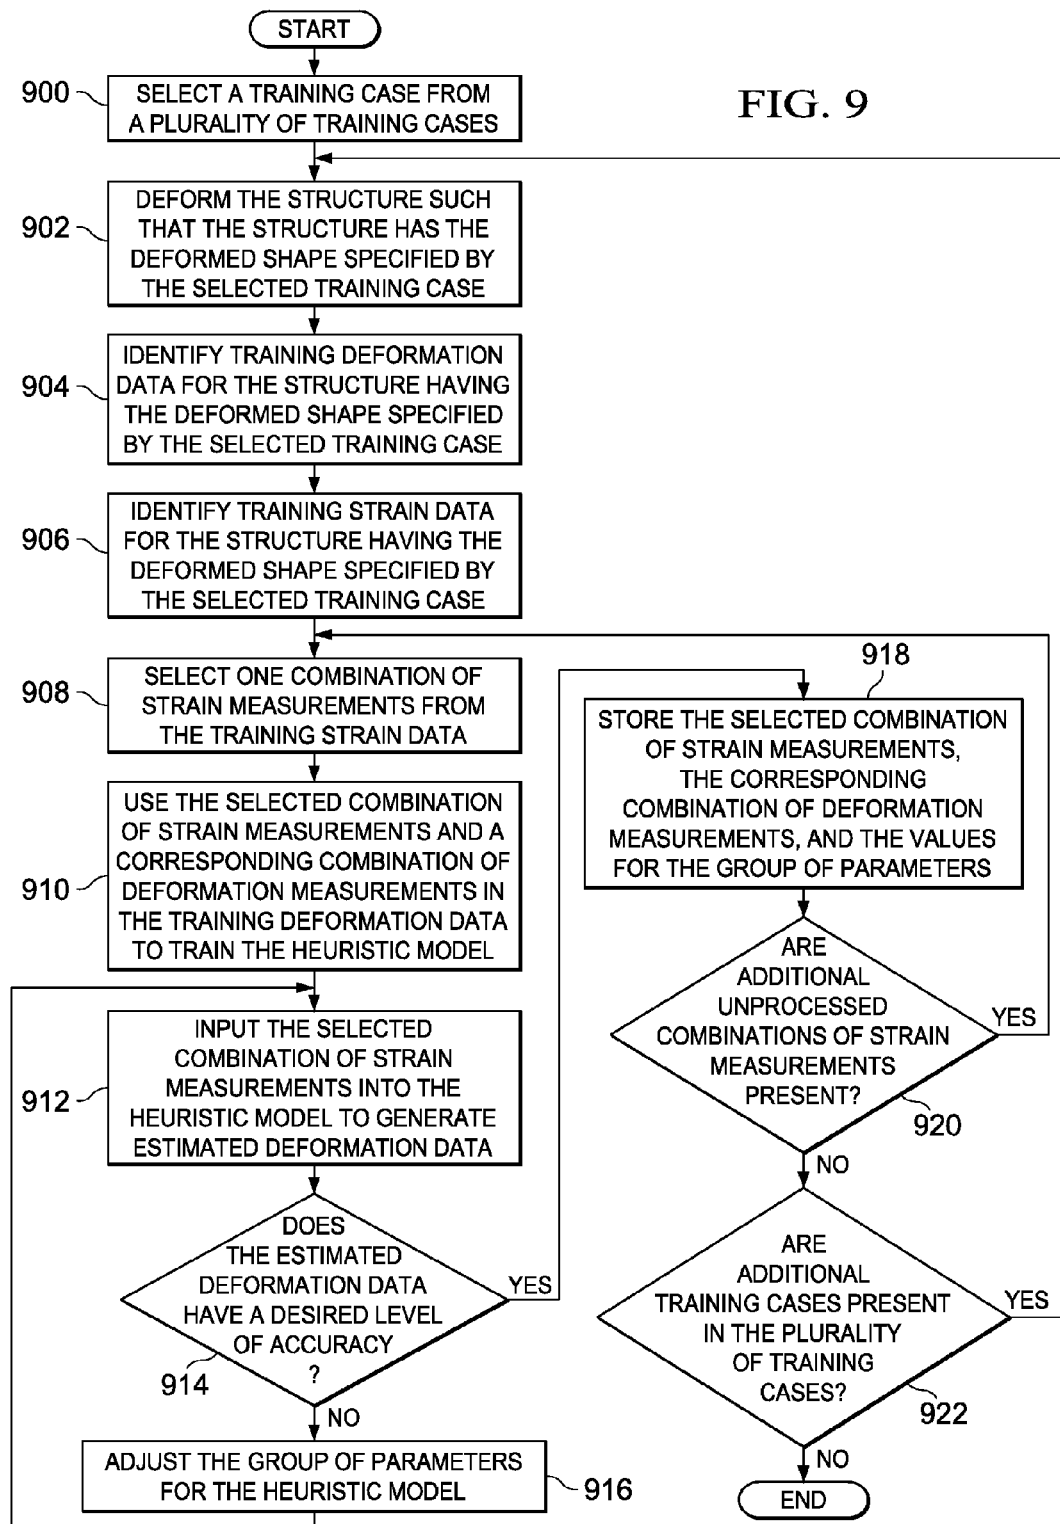 START
FIG. 9
900
SELECT A TRAINING CASE FROM
A PLURALITY OF TRAINING CASES
902
DEFORM THE STRUCTURE SUCH
THAT THE STRUCTURE HAS THE
DEFORMED SHAPE SPECIFIED BY
THE SELECTED TRAINING CASE
904
IDENTIFY TRAINING DEFORMATION
DATA FOR THE STRUCTURE HAVING
THE DEFORMED SHAPE SPECIFIED
BY THE SELECTED TRAINING CASE
906
IDENTIFY TRAINING STRAIN DATA
FOR THE STRUCTURE HAVING THE
DEFORMED SHAPE SPECIFIED BY
THE SELECTED TRAINING CASE
908
SELECT ONE COMBINATION OF
STRAIN MEASUREMENTS FROM
THE TRAINING STRAIN DATA
910
USE THE SELECTED COMBINATION
OF STRAIN MEASUREMENTS AND A
CORRESPONDING COMBINATION OF
DEFORMATION MEASUREMENTS IN
THE TRAINING DEFORMATION DATA
TO TRAIN THE HEURISTIC MODEL
912
INPUT THE SELECTED
COMBINATION OF STRAIN
MEASUREMENTS INTO THE
HEURISTIC MODEL TO GENERATE
ESTIMATED DEFORMATION DATA
DOES
THE ESTIMATED
DEFORMATION DATA
HAVE A DESIRED LEVEL
OF ACCURACY
?
914
YES
NO
ADJUST THE GROUP OF PARAMETERS
FOR THE HEURISTIC MODEL
916
918
STORE THE SELECTED COMBINATION
OF STRAIN MEASUREMENTS,
THE CORRESPONDING
COMBINATION OF DEFORMATION
MEASUREMENTS, AND THE VALUES
FOR THE GROUP OF PARAMETERS
ARE
ADDITIONAL
UNPROCESSED
COMBINATIONS OF STRAIN
MEASUREMENTS
PRESENT?
YES
920
NO
ARE
ADDITIONAL
TRAINING CASES PRESENT
IN THE PLURALITY
OF TRAINING
CASES?
YES
922
NO
END